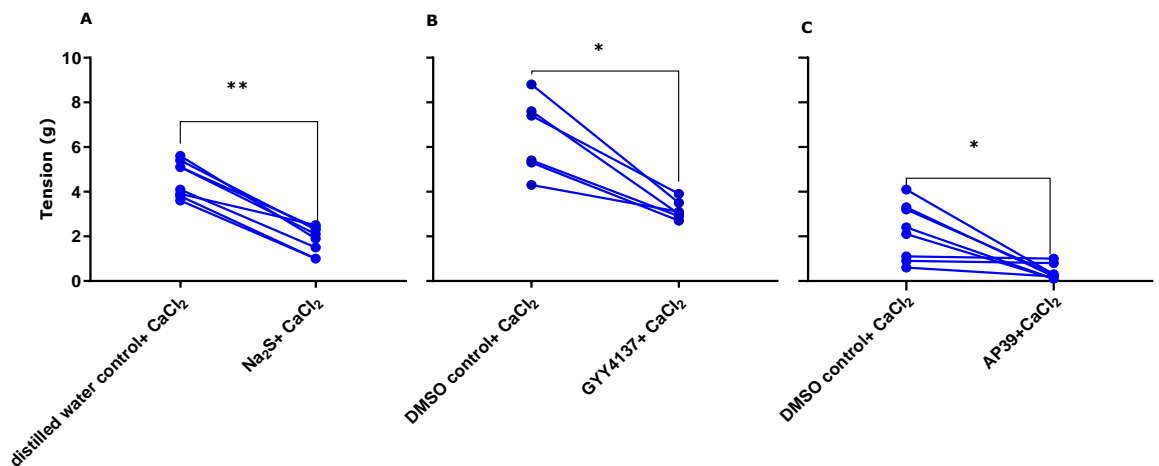 A
B
C
Tension (g)
10
8
6
4
2
0
**
*
*
distilled water control+ CaCl₂
Na₂S+ CaCl₂
DMSO control+ CaCl₂
GYY4137+ CaCl₂
DMSO control+ CaCl₂
AP39+CaCl₂